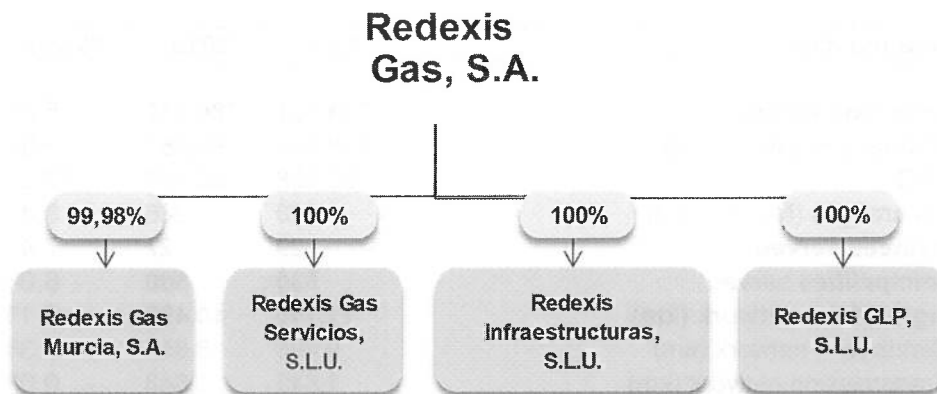 Redexis
Gas, S.A.
99,98%
100%
100%
100%
Redexis Gas
Murcia, S.A.
Redexis Gas
Servicios,
S.L.U.
Redexis
Infraestructuras,
S.L.U.
Redexis GLP,
S.L.U.